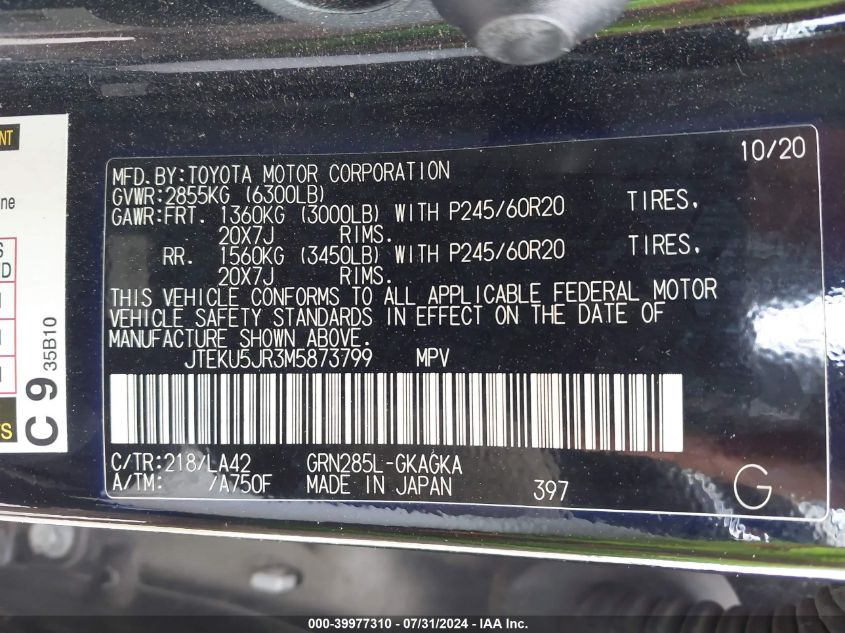 NT
ne
S
D
TS
C 9
35B10
10/20
MFD.BY:TOYOTA MOTOR CORPORATION
GVWR:2855KG (6300LB)
GAWR:FRT. 1360KG (3000LB) WITH P245/60R20 TIRES,
20X7J RIMS.
RR. 1560KG (3450LB) WITH P245/60R20 TIRES,
20X7J RIMS.
THIS VEHICLE CONFORMS TO ALL APPLICABLE FEDERAL MOTOR
VEHICLE SAFETY STANDARDS IN EFFECT ON THE DATE OF
MANUFACTURE SHOWN ABOVE.
JTEKU5JR3M5873799 MPV
C/TR:218/LA42 GRN285L-GKAGKA
A/TM: /A750F MADE IN JAPAN 397 G
000-39977310 - 07/31/2024 - IAA Inc.